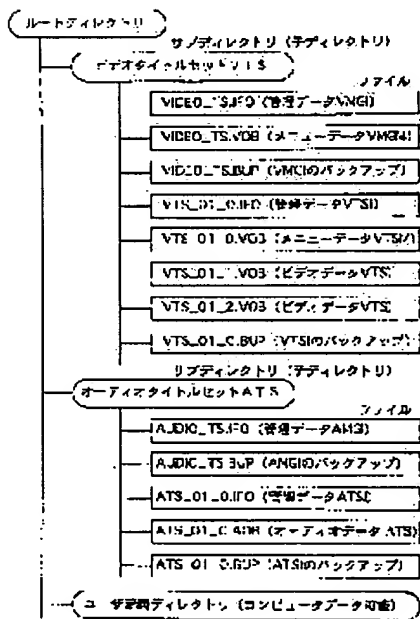 ルートディレクトリ
サブディレクトリ (子ディレクトリ)
ビデオタイトルセットVTS
ファイル
VIDEO_TS.IFO (管理データVMGI)
VIDEO_TS.VOB (メニューデータVMGM)
VIDEO_TS.BUP (VMGIのバックアップ)
VTS_01_0.IFO (管理データVTSI)
VTS_01_0.VOB (メニューデータVTSM)
VTS_01_1.VOB (ビデオデータVTS)
VTS_01_2.VOB (ビデオデータVTS)
VTS_01_0.BUP (VTSIのバックアップ)
サブディレクトリ (子ディレクトリ)
オーディオタイトルセットATS
ファイル
AUDIO_TS.IFO (管理データAMGI)
AUDIO_TS.BUP (AMGIのバックアップ)
ATS_01_0.IFO (管理データATSI)
ATS_01_0.AOB (オーディオデータATS)
ATS_01_0.BUP (ATSIのバックアップ)
ディレクトリ (コンピュータデータ可能)